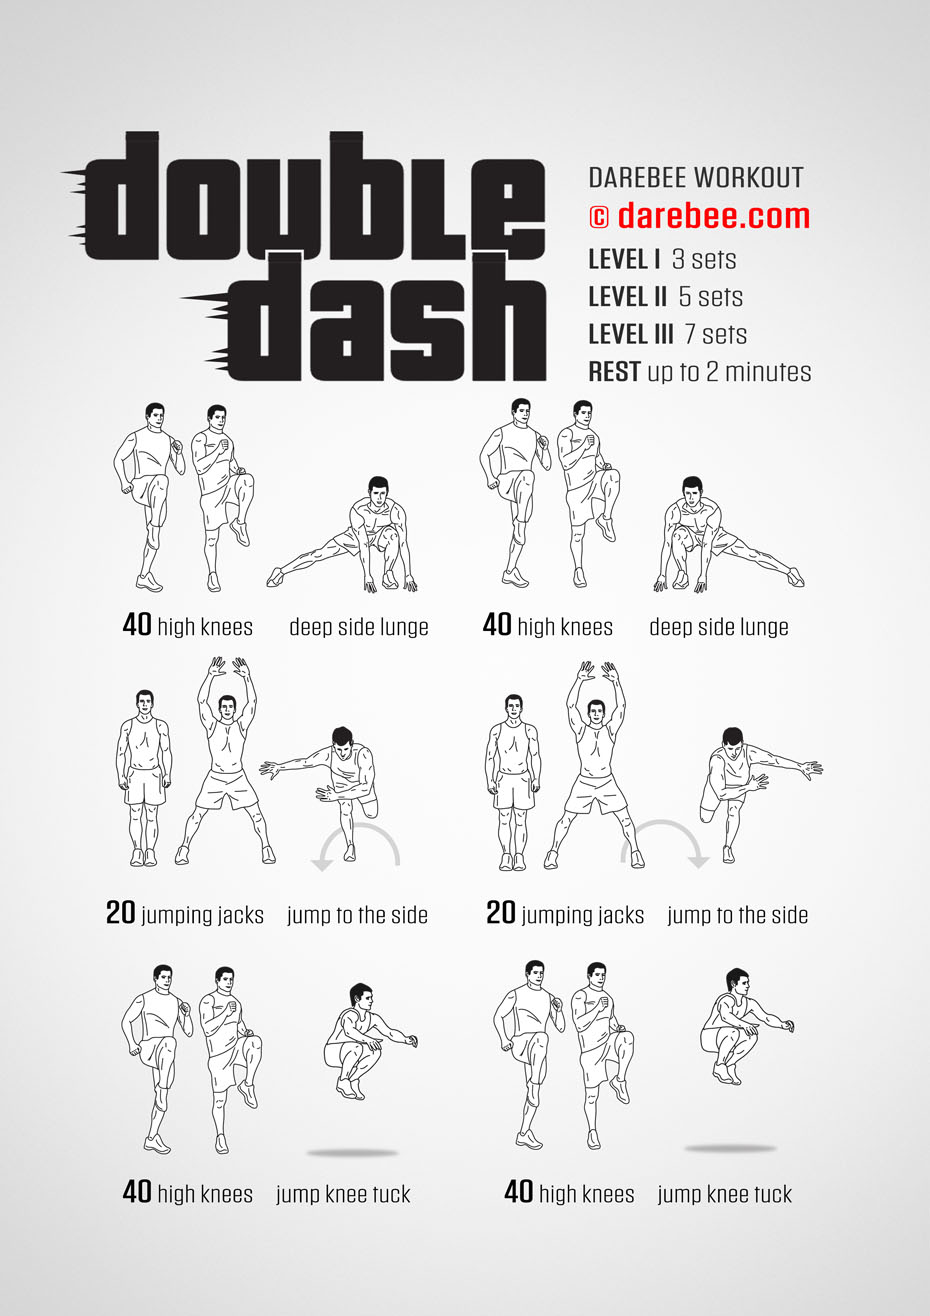 double
dash
DAREBEE WORKOUT
© darebee.com
LEVEL I 3 sets
LEVEL II 5 sets
LEVEL III 7 sets
REST up to 2 minutes
40 high knees deep side lunge 40 high knees deep side lunge
20 jumping jacks jump to the side 20 jumping jacks jump to the side
40 high knees jump knee tuck 40 high knees jump knee tuck